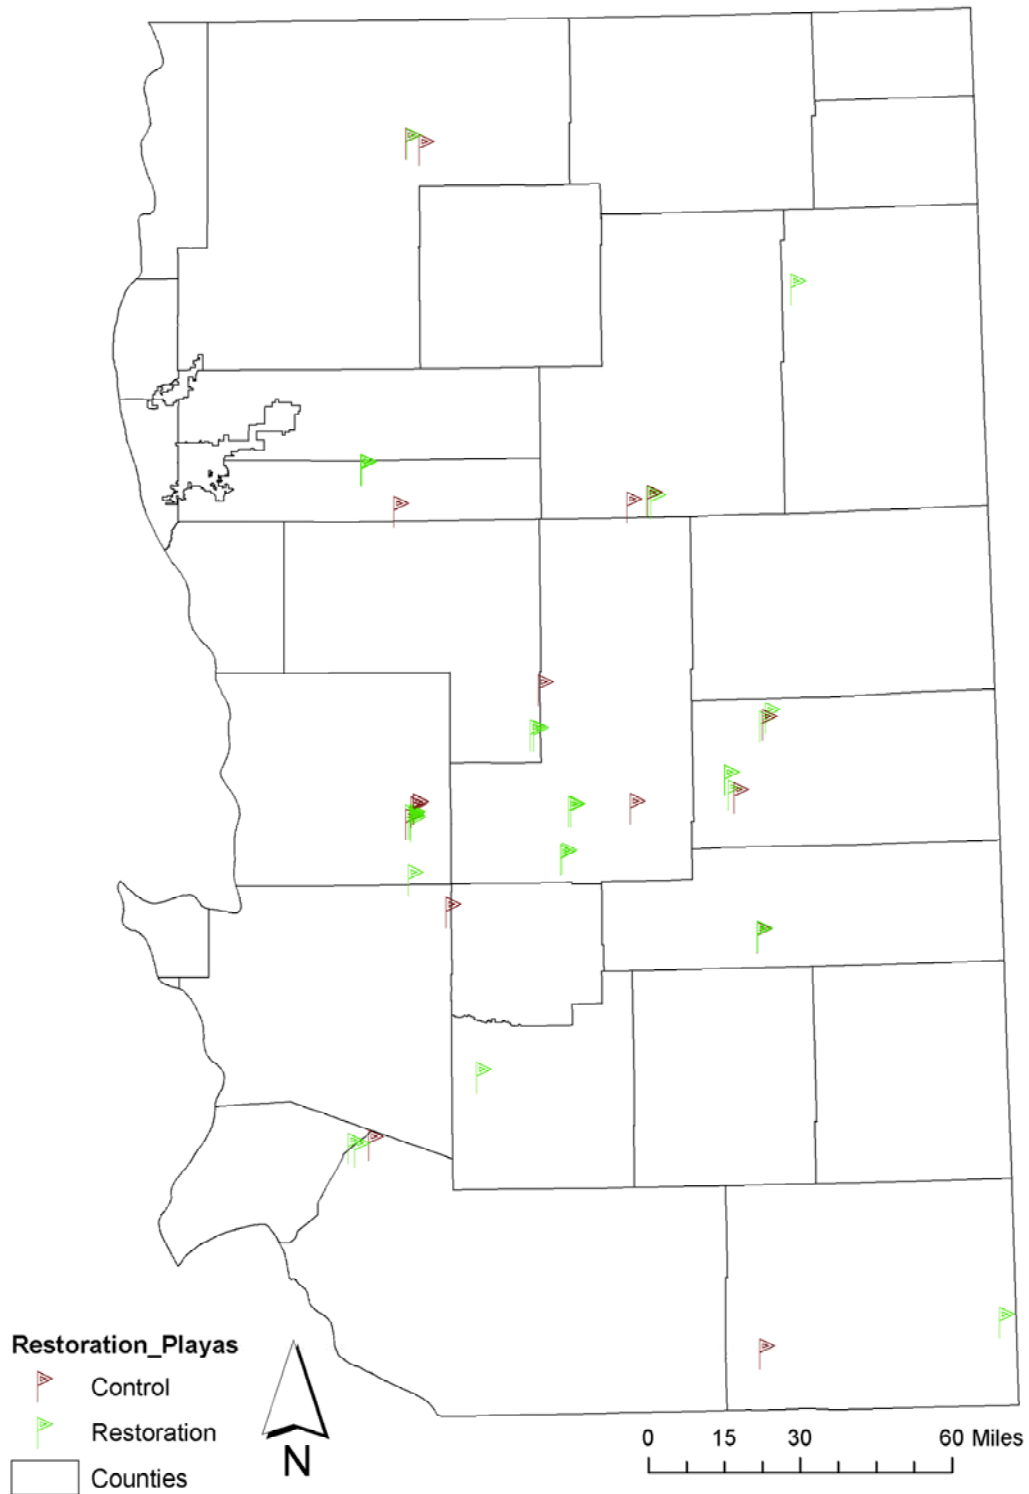 Restoration_Playas
Control
Restoration
Counties
N
0 15 30 60 Miles